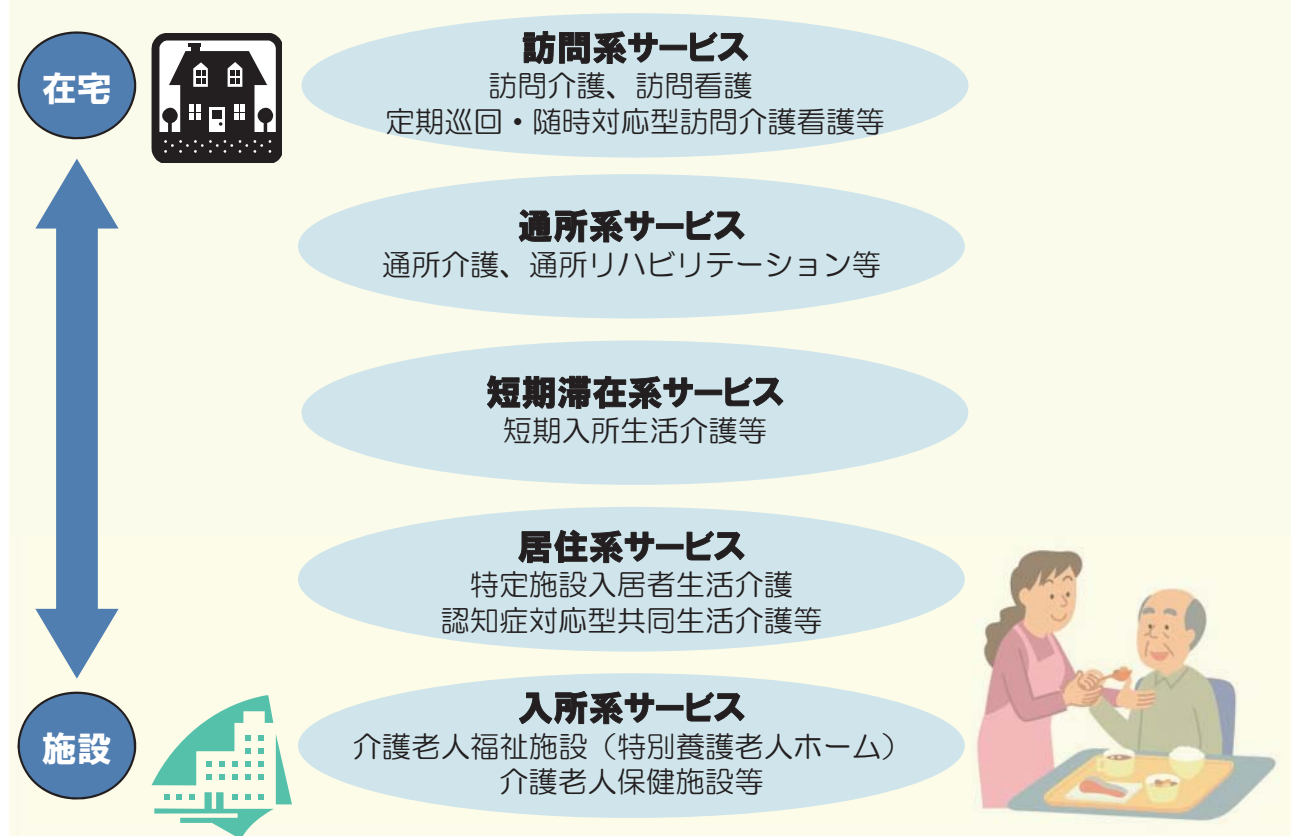 在宅
訪問系サービス
訪問介護、訪問看護
定期巡回・随時対応型訪問介護看護等
通所系サービス
通所介護、通所リハビリテーション等
短期滞在系サービス
短期入所生活介護等
居住系サービス
特定施設入居者生活介護
認知症対応型共同生活介護等
施設
入所系サービス
介護老人福祉施設（特別養護老人ホーム）
介護老人保健施設等